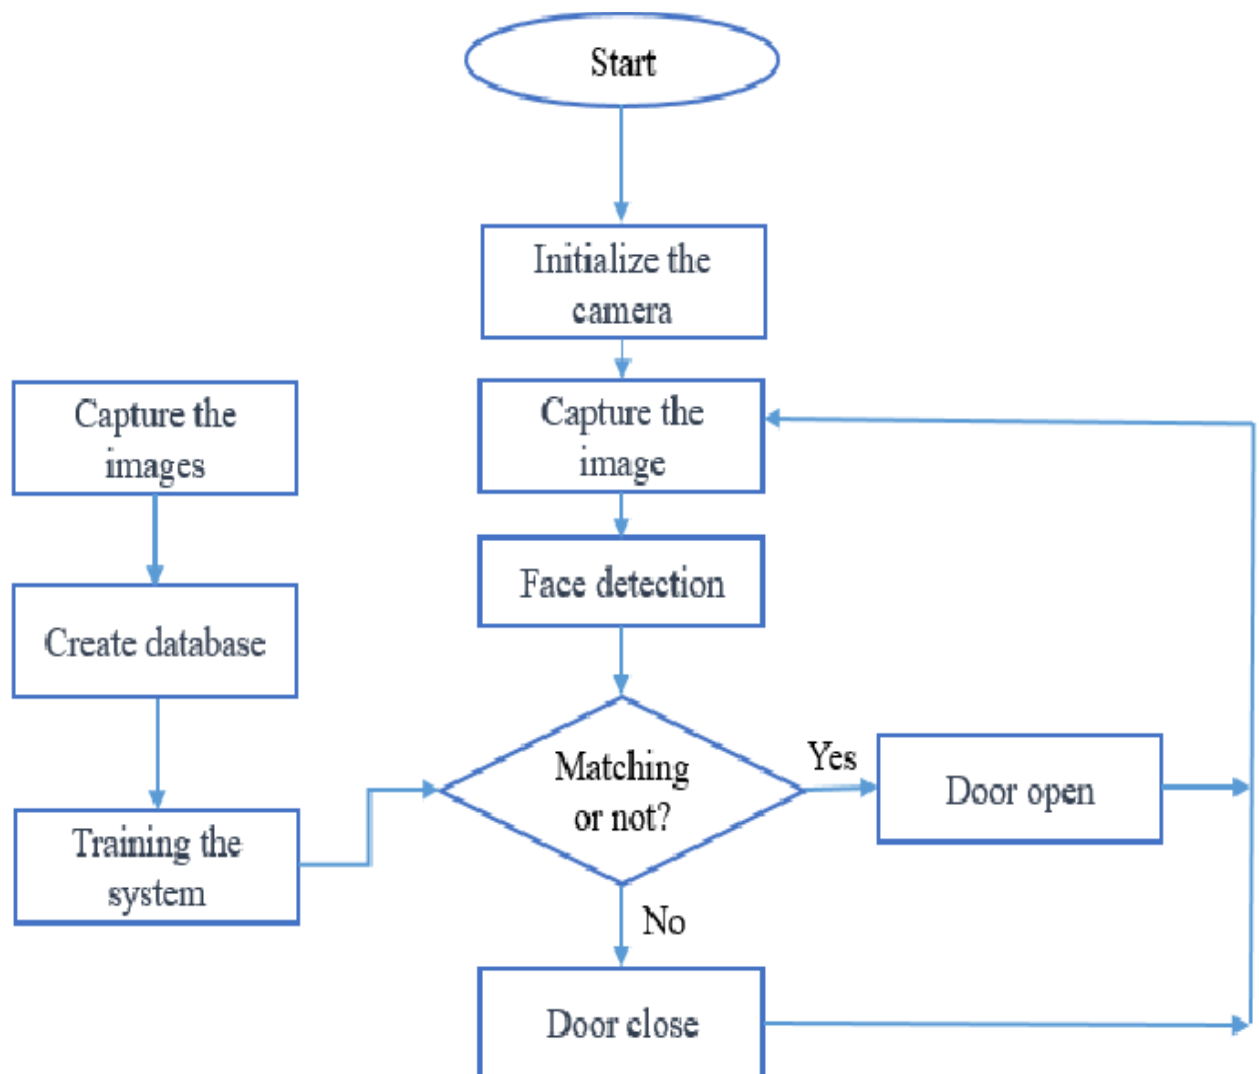 Start
Initialize the
camera
Capture the
images
Capture the
image
Face detection
Create database
Matching
or not?
Yes
Door open
Training the
system
No
Door close